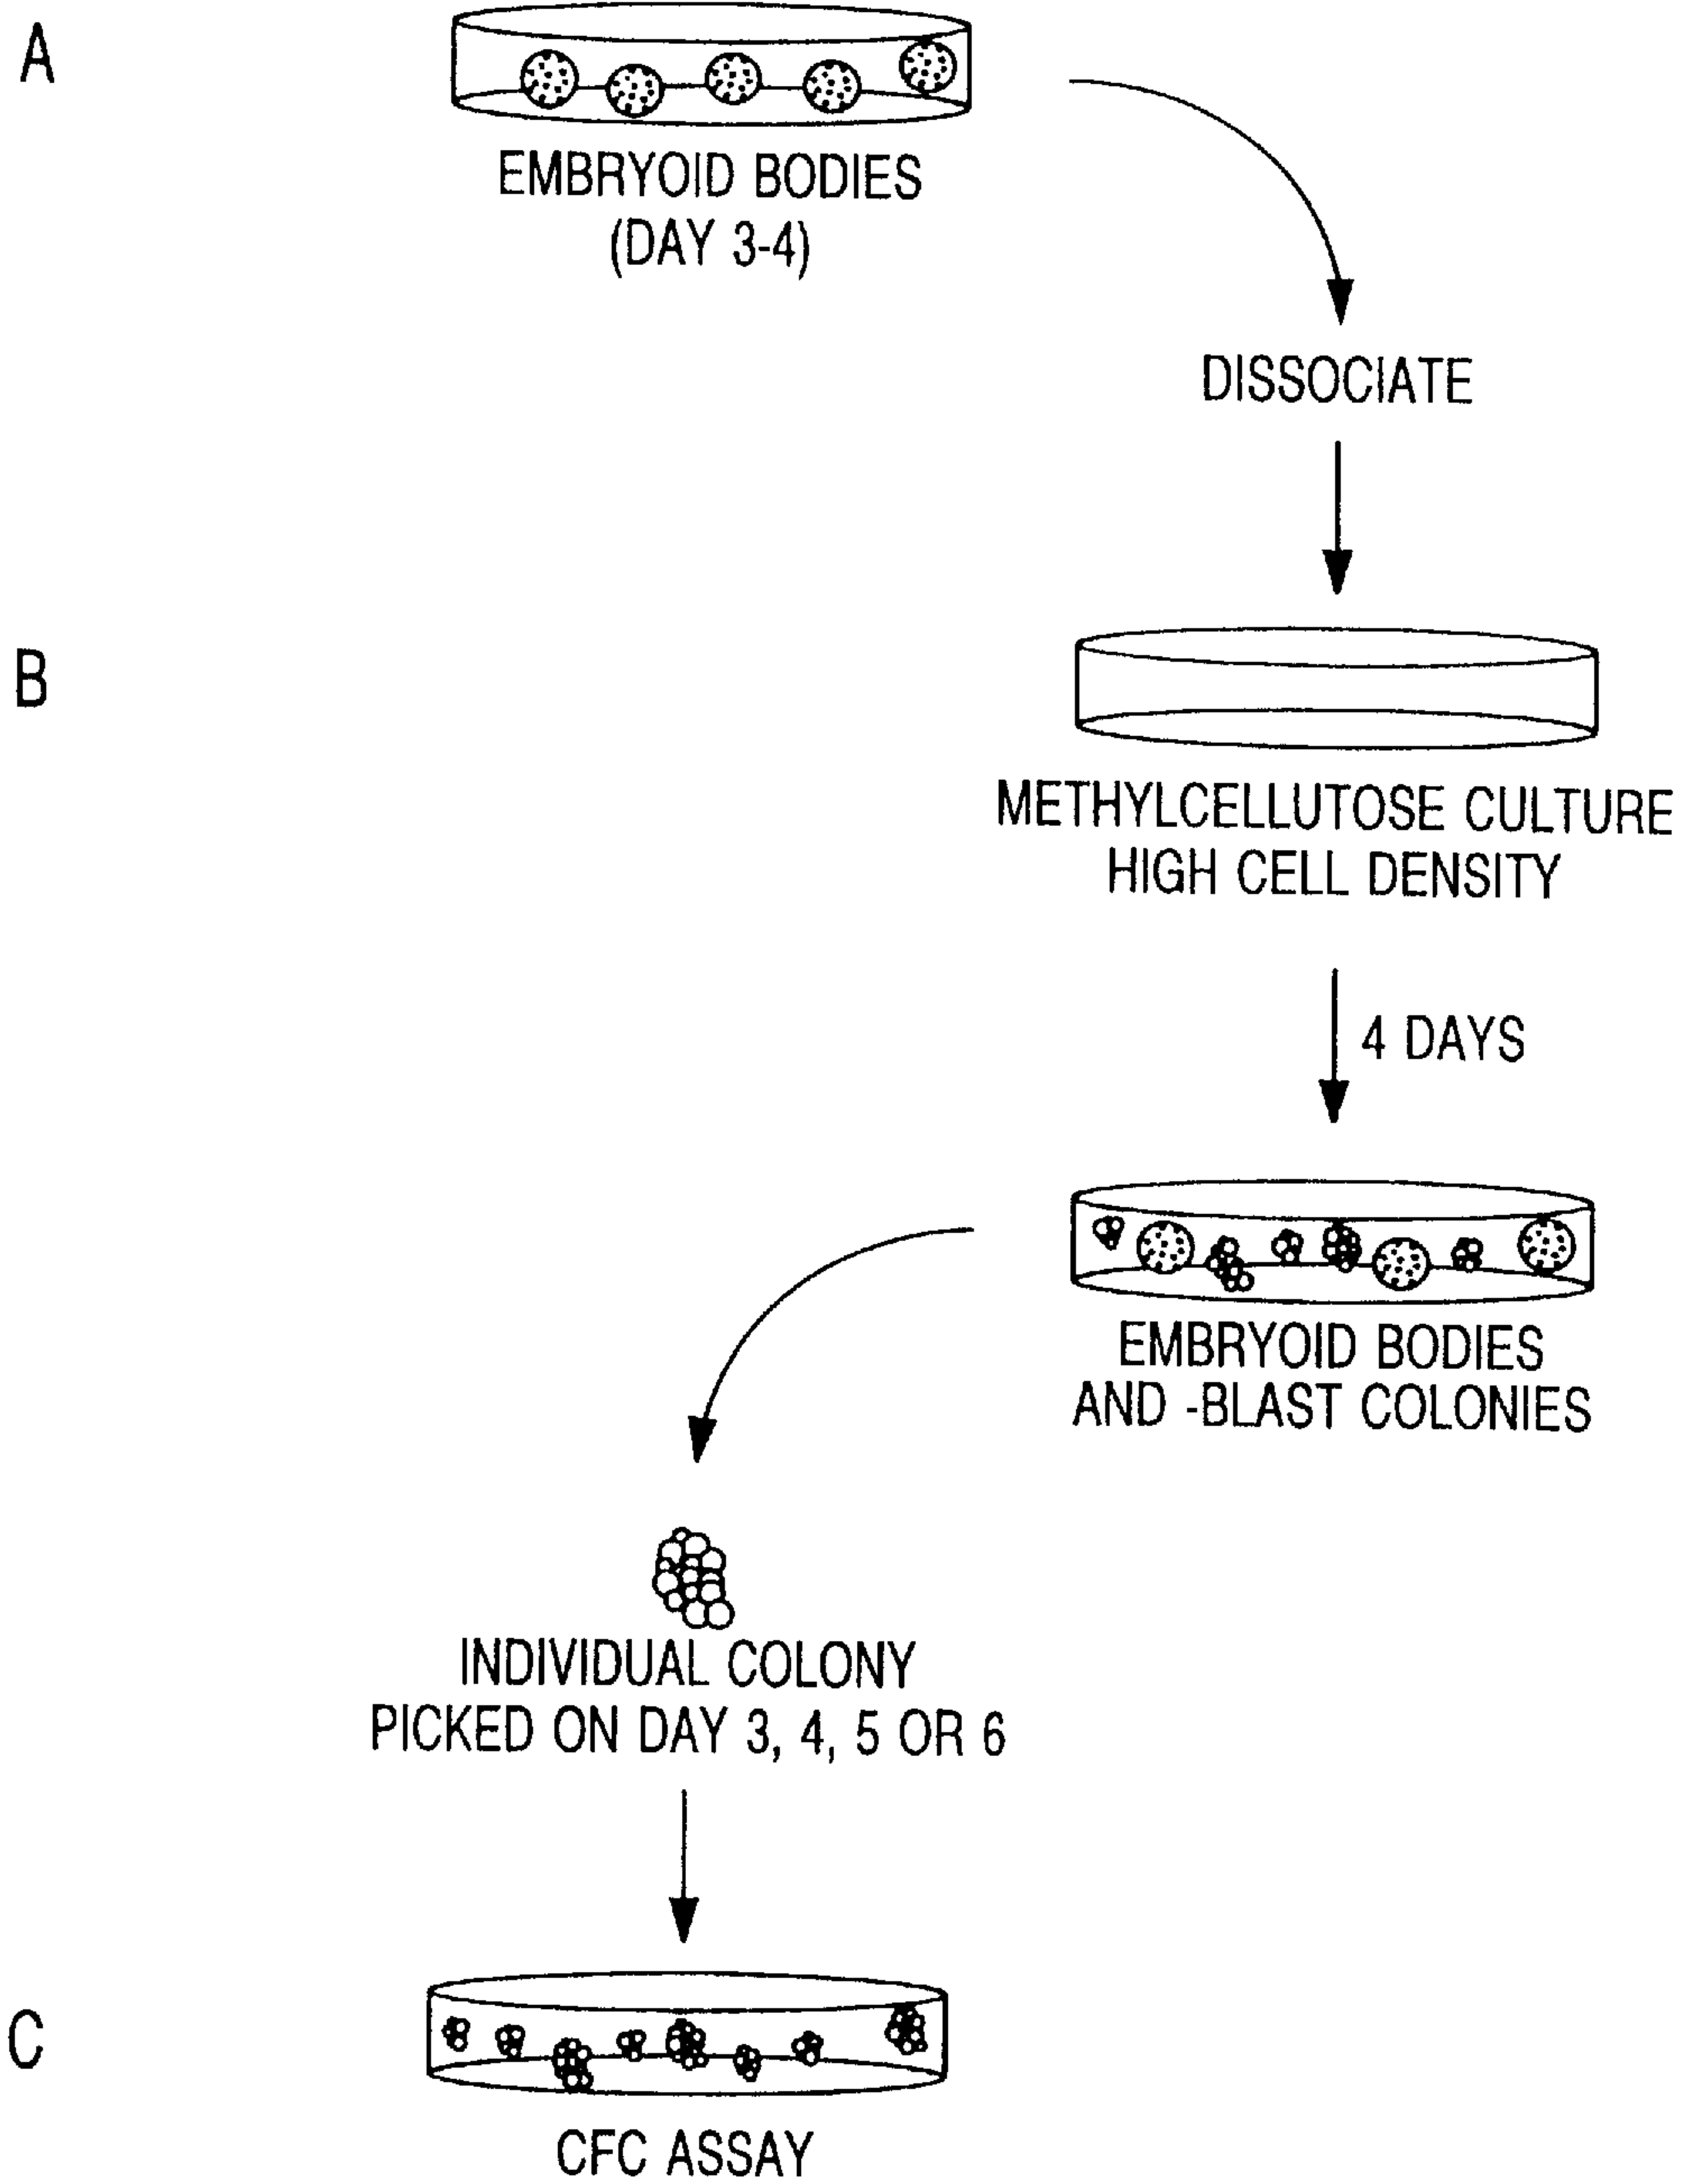 A
EMBRYOID BODIES
(DAY 3-4)
DISSOCIATE
B
METHYLCELLUTOSE CULTURE
HIGH CELL DENSITY
4 DAYS
EMBRYOID BODIES
AND -BLAST COLONIES
INDIVIDUAL COLONY
PICKED ON DAY 3, 4, 5 OR 6
C
CFC ASSAY